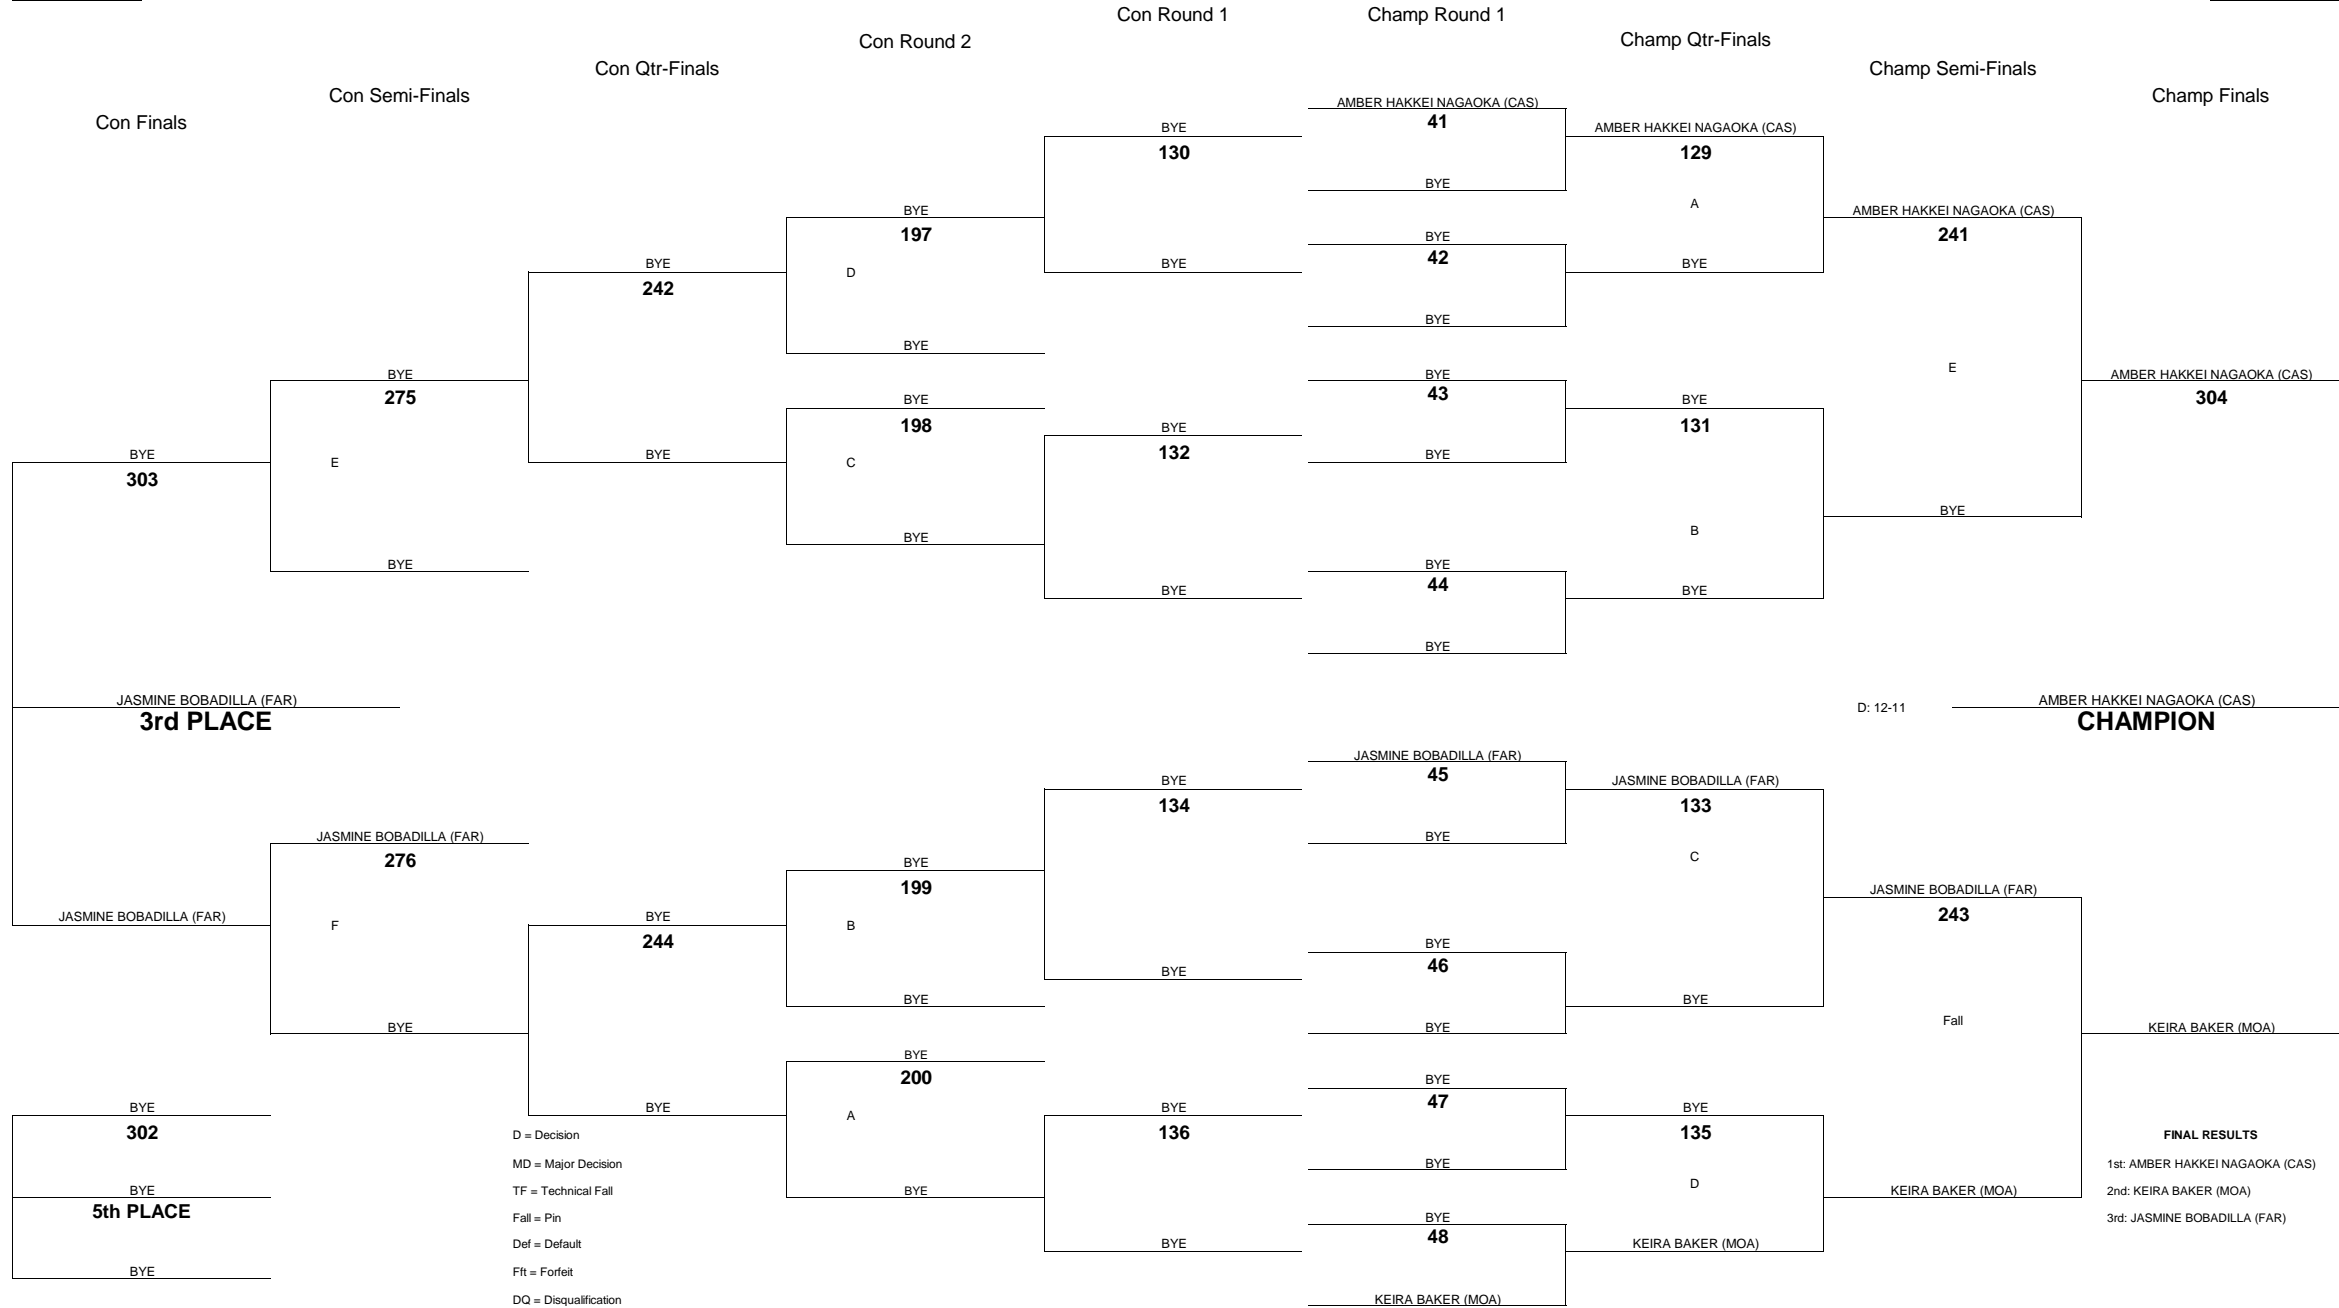 Con Round 1
Champ Round 1
Con Round 2
Champ Qtr-Finals
Con Qtr-Finals
Champ Semi-Finals
Con Semi-Finals
Champ Finals
Con Finals
AMBER HAKKEI NAGAOKA (CAS)
41
BYE
130
AMBER HAKKEI NAGAOKA (CAS)
129
BYE
A
BYE
197
AMBER HAKKEI NAGAOKA (CAS)
241
BYE
42
BYE
242
D
BYE
BYE
BYE
BYE
BYE
275
BYE
43
E
AMBER HAKKEI NAGAOKA (CAS)
304
BYE
198
BYE
131
BYE
132
BYE
303
E
BYE
C
BYE
BYE
BYE
B
BYE
BYE
44
BYE
BYE
BYE
JASMINE BOBADILLA (FAR)
3rd PLACE
D: 12-11
AMBER HAKKEI NAGAOKA (CAS)
CHAMPION
JASMINE BOBADILLA (FAR)
45
BYE
134
JASMINE BOBADILLA (FAR)
133
JASMINE BOBADILLA (FAR)
276
BYE
C
BYE
199
JASMINE BOBADILLA (FAR)
243
JASMINE BOBADILLA (FAR)
F
BYE
244
B
BYE
46
BYE
BYE
BYE
BYE
BYE
Fall
KEIRA BAKER (MOA)
BYE
200
BYE
47
BYE
302
BYE
A
BYE
136
BYE
135
D = Decision
FINAL RESULTS
MD = Major Decision
BYE
1st: AMBER HAKKEI NAGAOKA (CAS)
BYE
5th PLACE
TF = Technical Fall
BYE
D
KEIRA BAKER (MOA)
2nd: KEIRA BAKER (MOA)
Fall = Pin
BYE
48
3rd: JASMINE BOBADILLA (FAR)
Def = Default
BYE
KEIRA BAKER (MOA)
BYE
Fft = Forfeit
DQ = Disqualification
KEIRA BAKER (MOA)